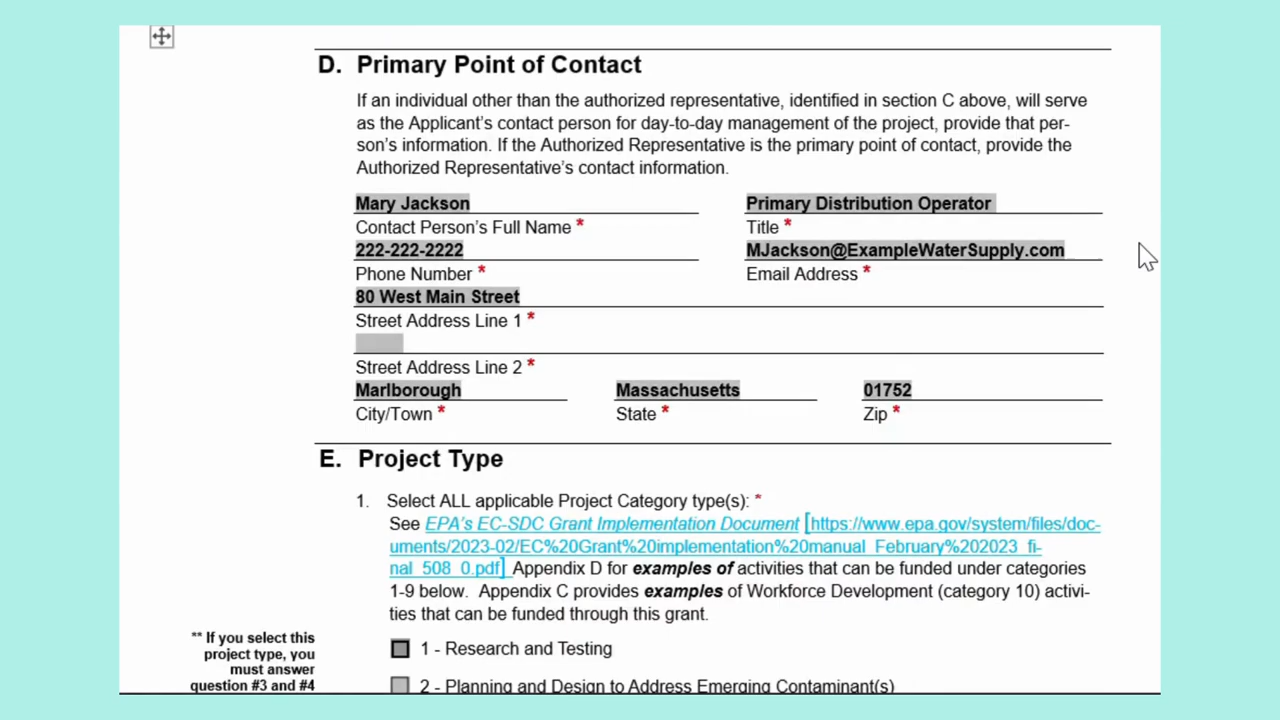 D. Primary Point of Contact
If an individual other than the authorized representative, identified in section C above, will serve
as the Applicant's contact person for day-to-day management of the project, provide that per-
son's information. If the Authorized Representative is the primary point of contact, provide the
Authorized Representative's contact information.
Mary Jackson Primary Distribution Operator
Contact Person's Full Name * Title *
222-222-2222 MJackson@ExampleWaterSupply.com
Phone Number * Email Address *
80 West Main Street
Street Address Line 1 *
Street Address Line 2 *
Marlborough Massachusetts 01752
City/Town * State * Zip *
E. Project Type
1. Select ALL applicable Project Category type(s): *
See EPA's EC-SDC Grant Implementation Document [https://www.epa.gov/system/files/doc-
uments/2023-02/EC%20Grant%20implementation%20manual_February%202023_fi-
nal_508_0.pdf] Appendix D for examples of activities that can be funded under categories
1-9 below. Appendix C provides examples of Workforce Development (category 10) activi-
ties that can be funded through this grant.
** If you select this
project type, you
must answer
question #3 and #4
1 - Research and Testing
2 - Planning and Design to Address Emerging Contaminant(s)